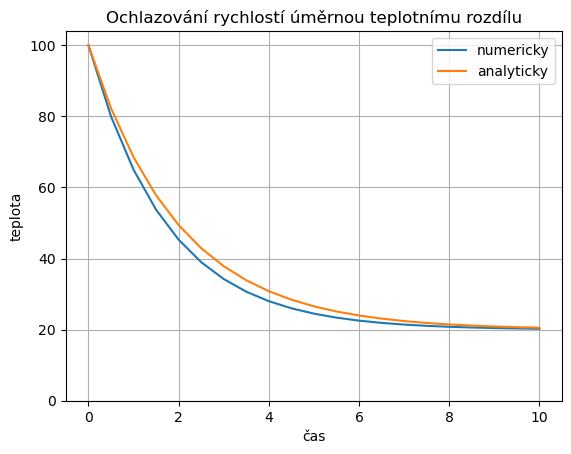 Ochlazování rychlostí úměrnou teplotnímu rozdílu
numericky
analyticky
100
80
60
40
20
0
teplota
0 2 4 6 8 10
čas